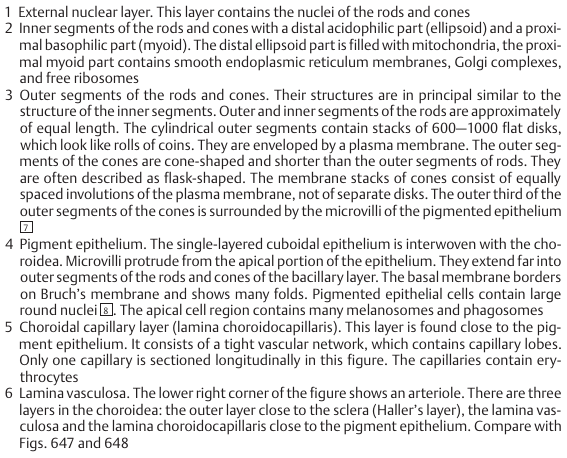 1 External nuclear layer. This layer contains the nuclei of the rods and cones
2 Inner segments of the rods and cones with a distal acidophilic part (ellipsoid) and a proxi-
mal basophilic part (myoid). The distal ellipsoid part is filled with mitochondria, the proxi-
mal myoid part contains smooth endoplasmic reticulum membranes, Golgi complexes,
and free ribosomes
3 Outer segments of the rods and cones. Their structures are in principal similar to the
structure of the inner segments. Outer and inner segments of the rods are approximately
of equal length. The cylindrical outer segments contain stacks of 600—1000 flat disks,
which look like rolls of coins. They are enveloped by a plasma membrane. The outer seg-
ments of the cones are cone-shaped and shorter than the outer segments of rods. They
are often described as flask-shaped. The membrane stacks of cones consist of equally
spaced involutions of the plasma membrane, not of separate disks. The outer third of the
outer segments of the cones is surrounded by the microvilli of the pigmented epithelium
7
4 Pigment epithelium. The single-layered cuboidal epithelium is interwoven with the cho-
roidea. Microvilli protrude from the apical portion of the epithelium. They extend far into
outer segments of the rods and cones of the bacillary layer. The basal membrane borders
on Bruch's membrane and shows many folds. Pigmented epithelial cells contain large
round nuclei 8. The apical cell region contains many melanosomes and phagosomes
5 Choroidal capillary layer (lamina choroidocapillaris). This layer is found close to the pig-
ment epithelium. It consists of a tight vascular network, which contains capillary lobes.
Only one capillary is sectioned longitudinally in this figure. The capillaries contain ery-
throcytes
6 Lamina vasculosa. The lower right corner of the figure shows an arteriole. There are three
layers in the choroidea: the outer layer close to the sclera (Haller's layer), the lamina vas-
culosa and the lamina choroidocapillaris close to the pigment epithelium. Compare with
Figs. 647 and 648